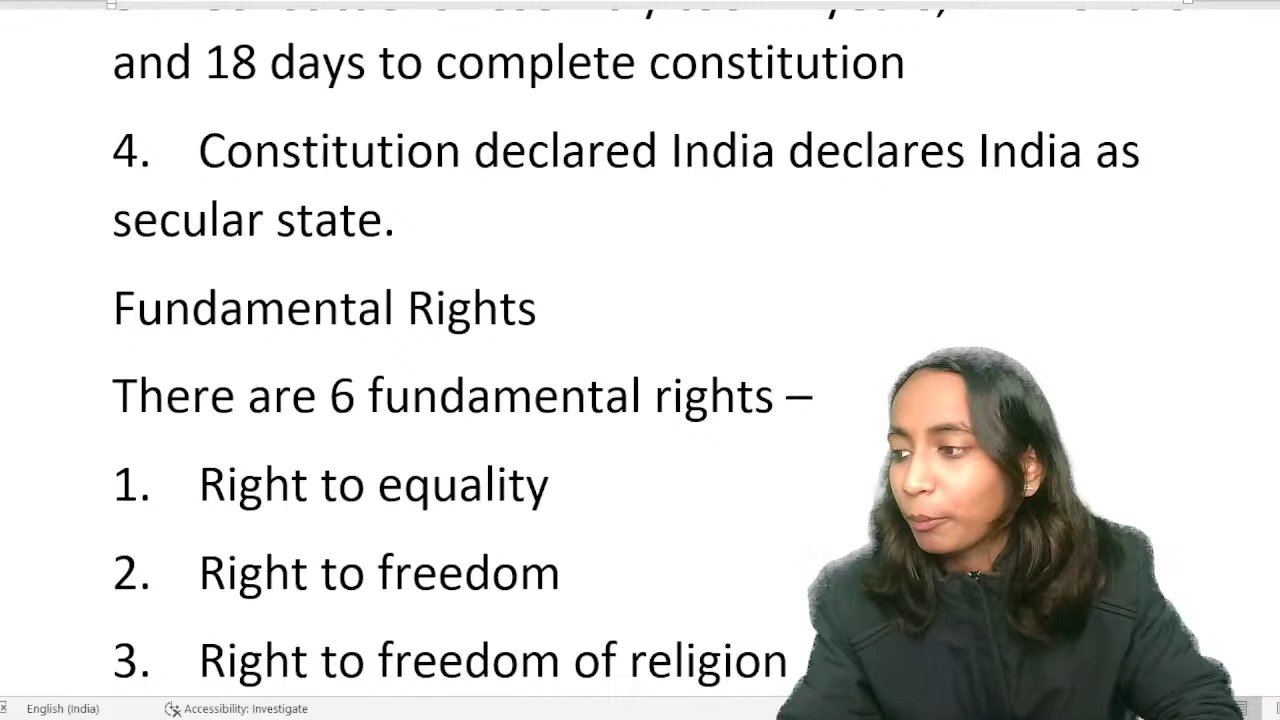 and 18 days to complete constitution
4. Constitution declared India declares India as
secular state.
Fundamental Rights
There are 6 fundamental rights –
1. Right to equality
2. Right to freedom
3. Right to freedom of religion
English (India) Accessibility: Investigate